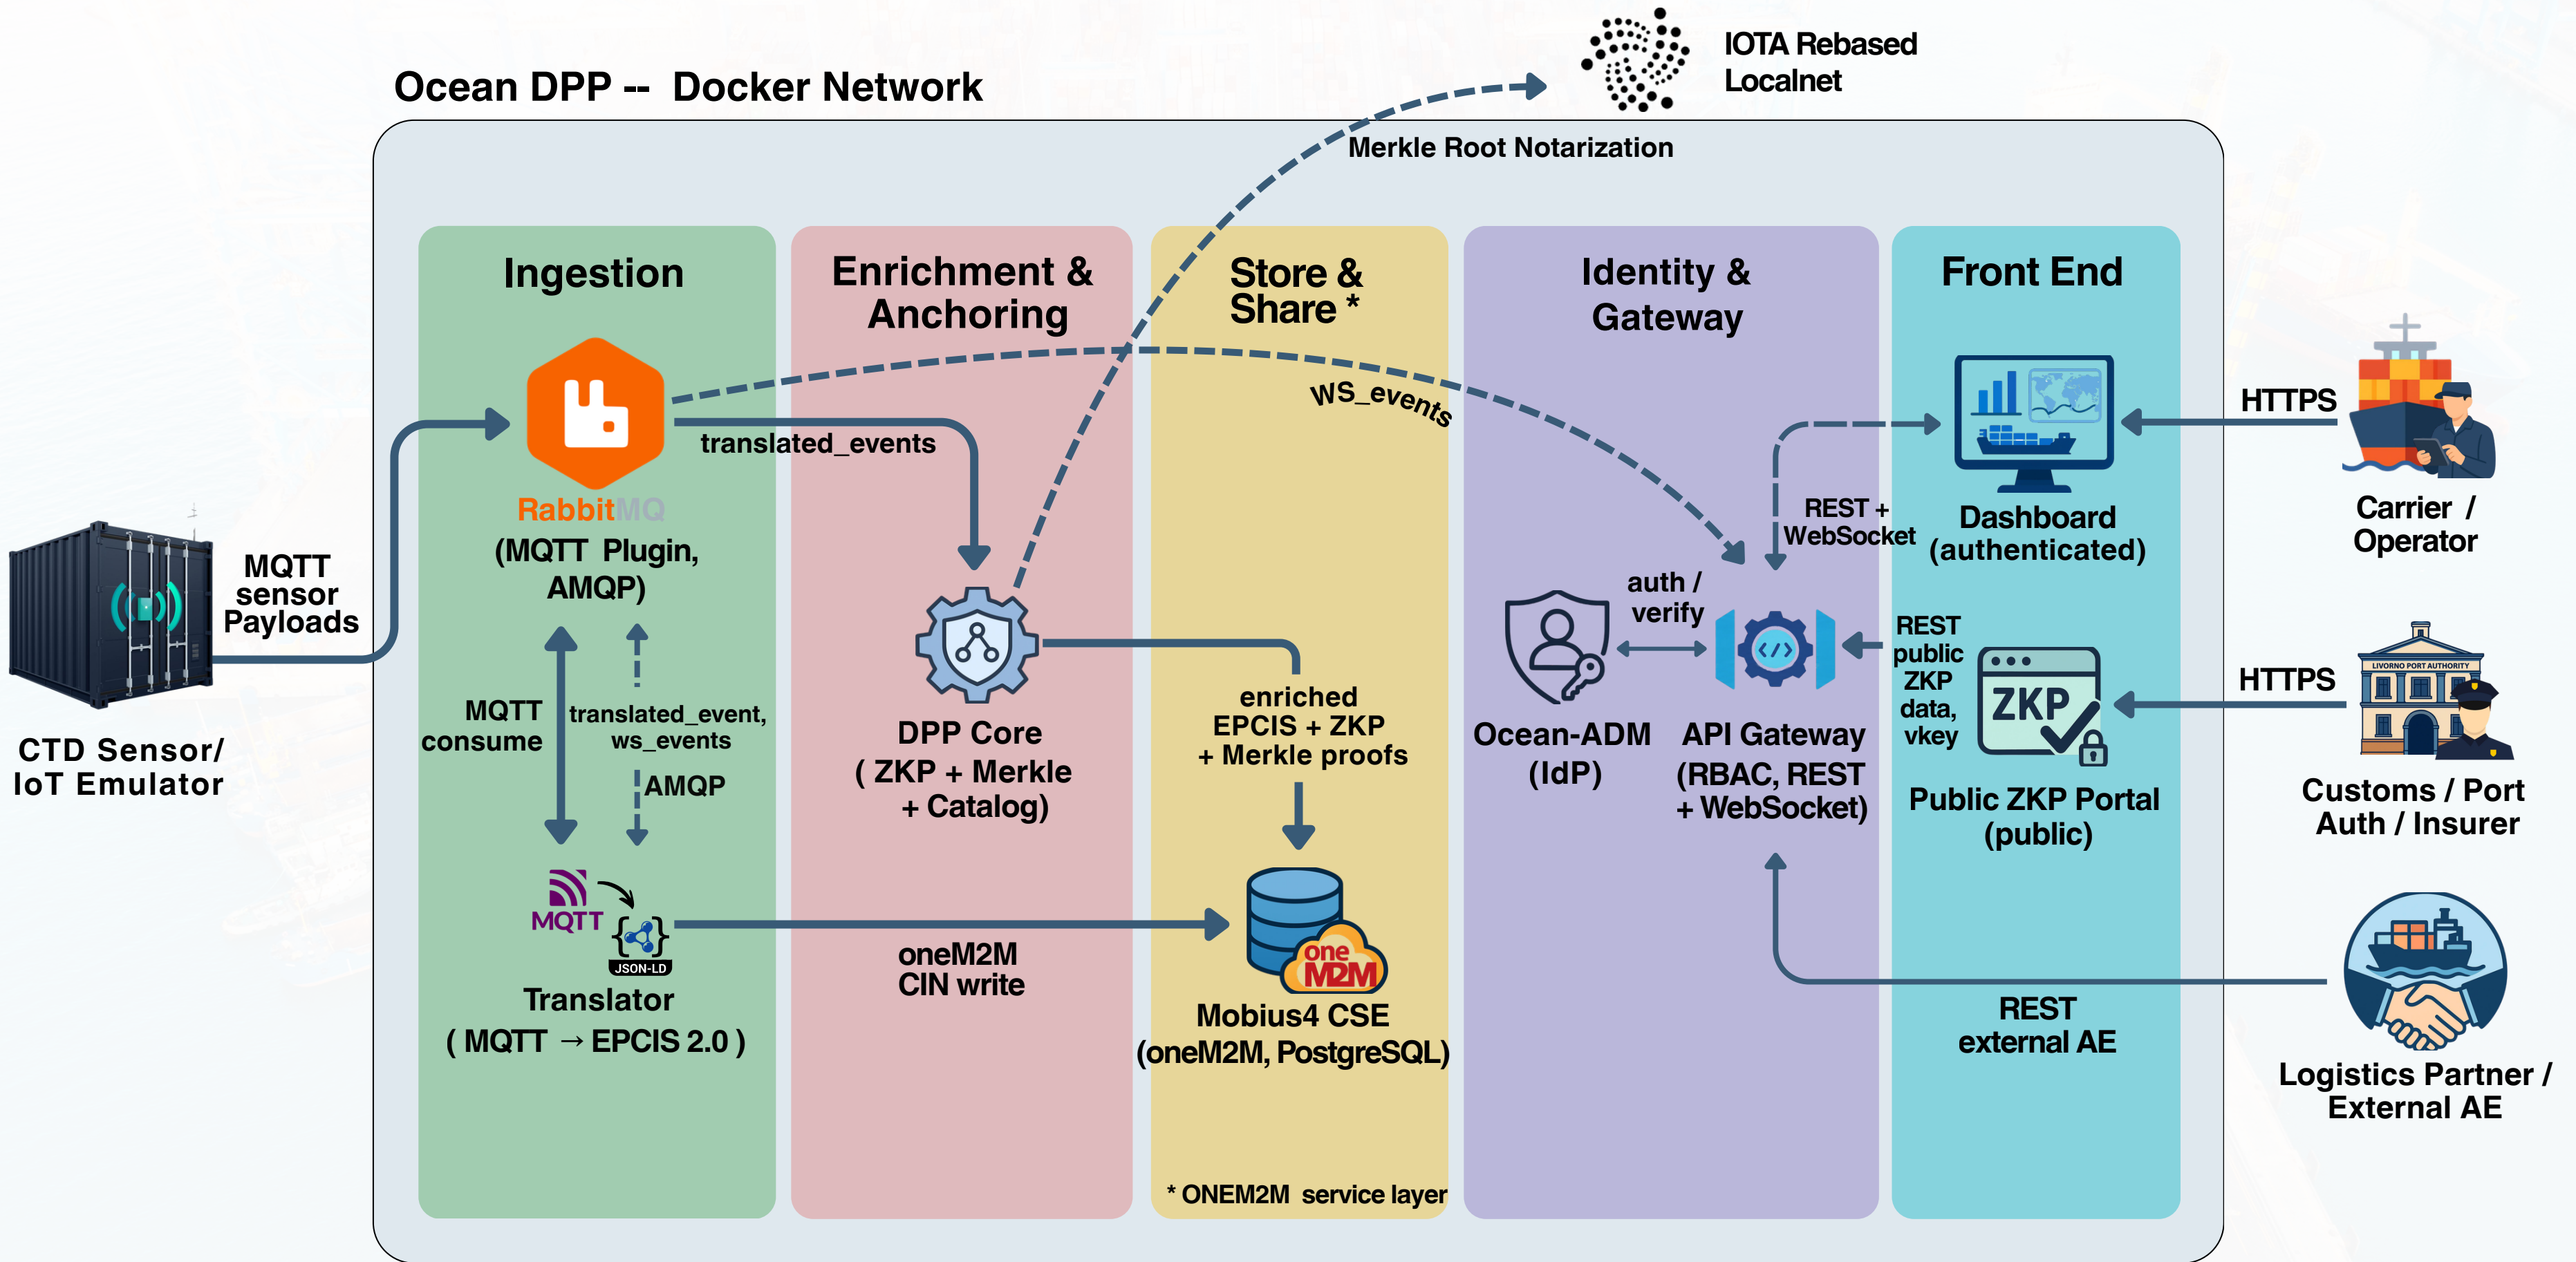 IOTA Rebased
Localnet
Ocean DPP -- Docker Network
Merkle Root Notarization
Ingestion
RabbitMQ
(MQTT Plugin,
AMQP)
translated_events
MQTT
consume
translated_event,
ws_events
AMQP
MQTT
{ }
JSON-LD
Translator
( MQTT → EPCIS 2.0 )
Enrichment &
Anchoring
DPP Core
( ZKP + Merkle
+ Catalog)
oneM2M
CIN write
Store &
Share *
WS_events
enriched
EPCIS + ZKP
+ Merkle proofs
one
M2M
Mobius4 CSE
(oneM2M, PostgreSQL)
* ONEM2M service layer
Identity &
Gateway
REST +
WebSocket
auth /
verify
Ocean-ADM
(IdP)
</>
API Gateway
(RBAC, REST
+ WebSocket)
Front End
Dashboard
(authenticated)
REST
public
ZKP
data,
vkey
ZKP
Public ZKP Portal
(public)
REST
external AE
MQTT
sensor
Payloads
CTD Sensor/
IoT Emulator
HTTPS
Carrier /
Operator
HTTPS
LIVORNO PORT AUTHORITY
Customs / Port
Auth / Insurer
Logistics Partner /
External AE